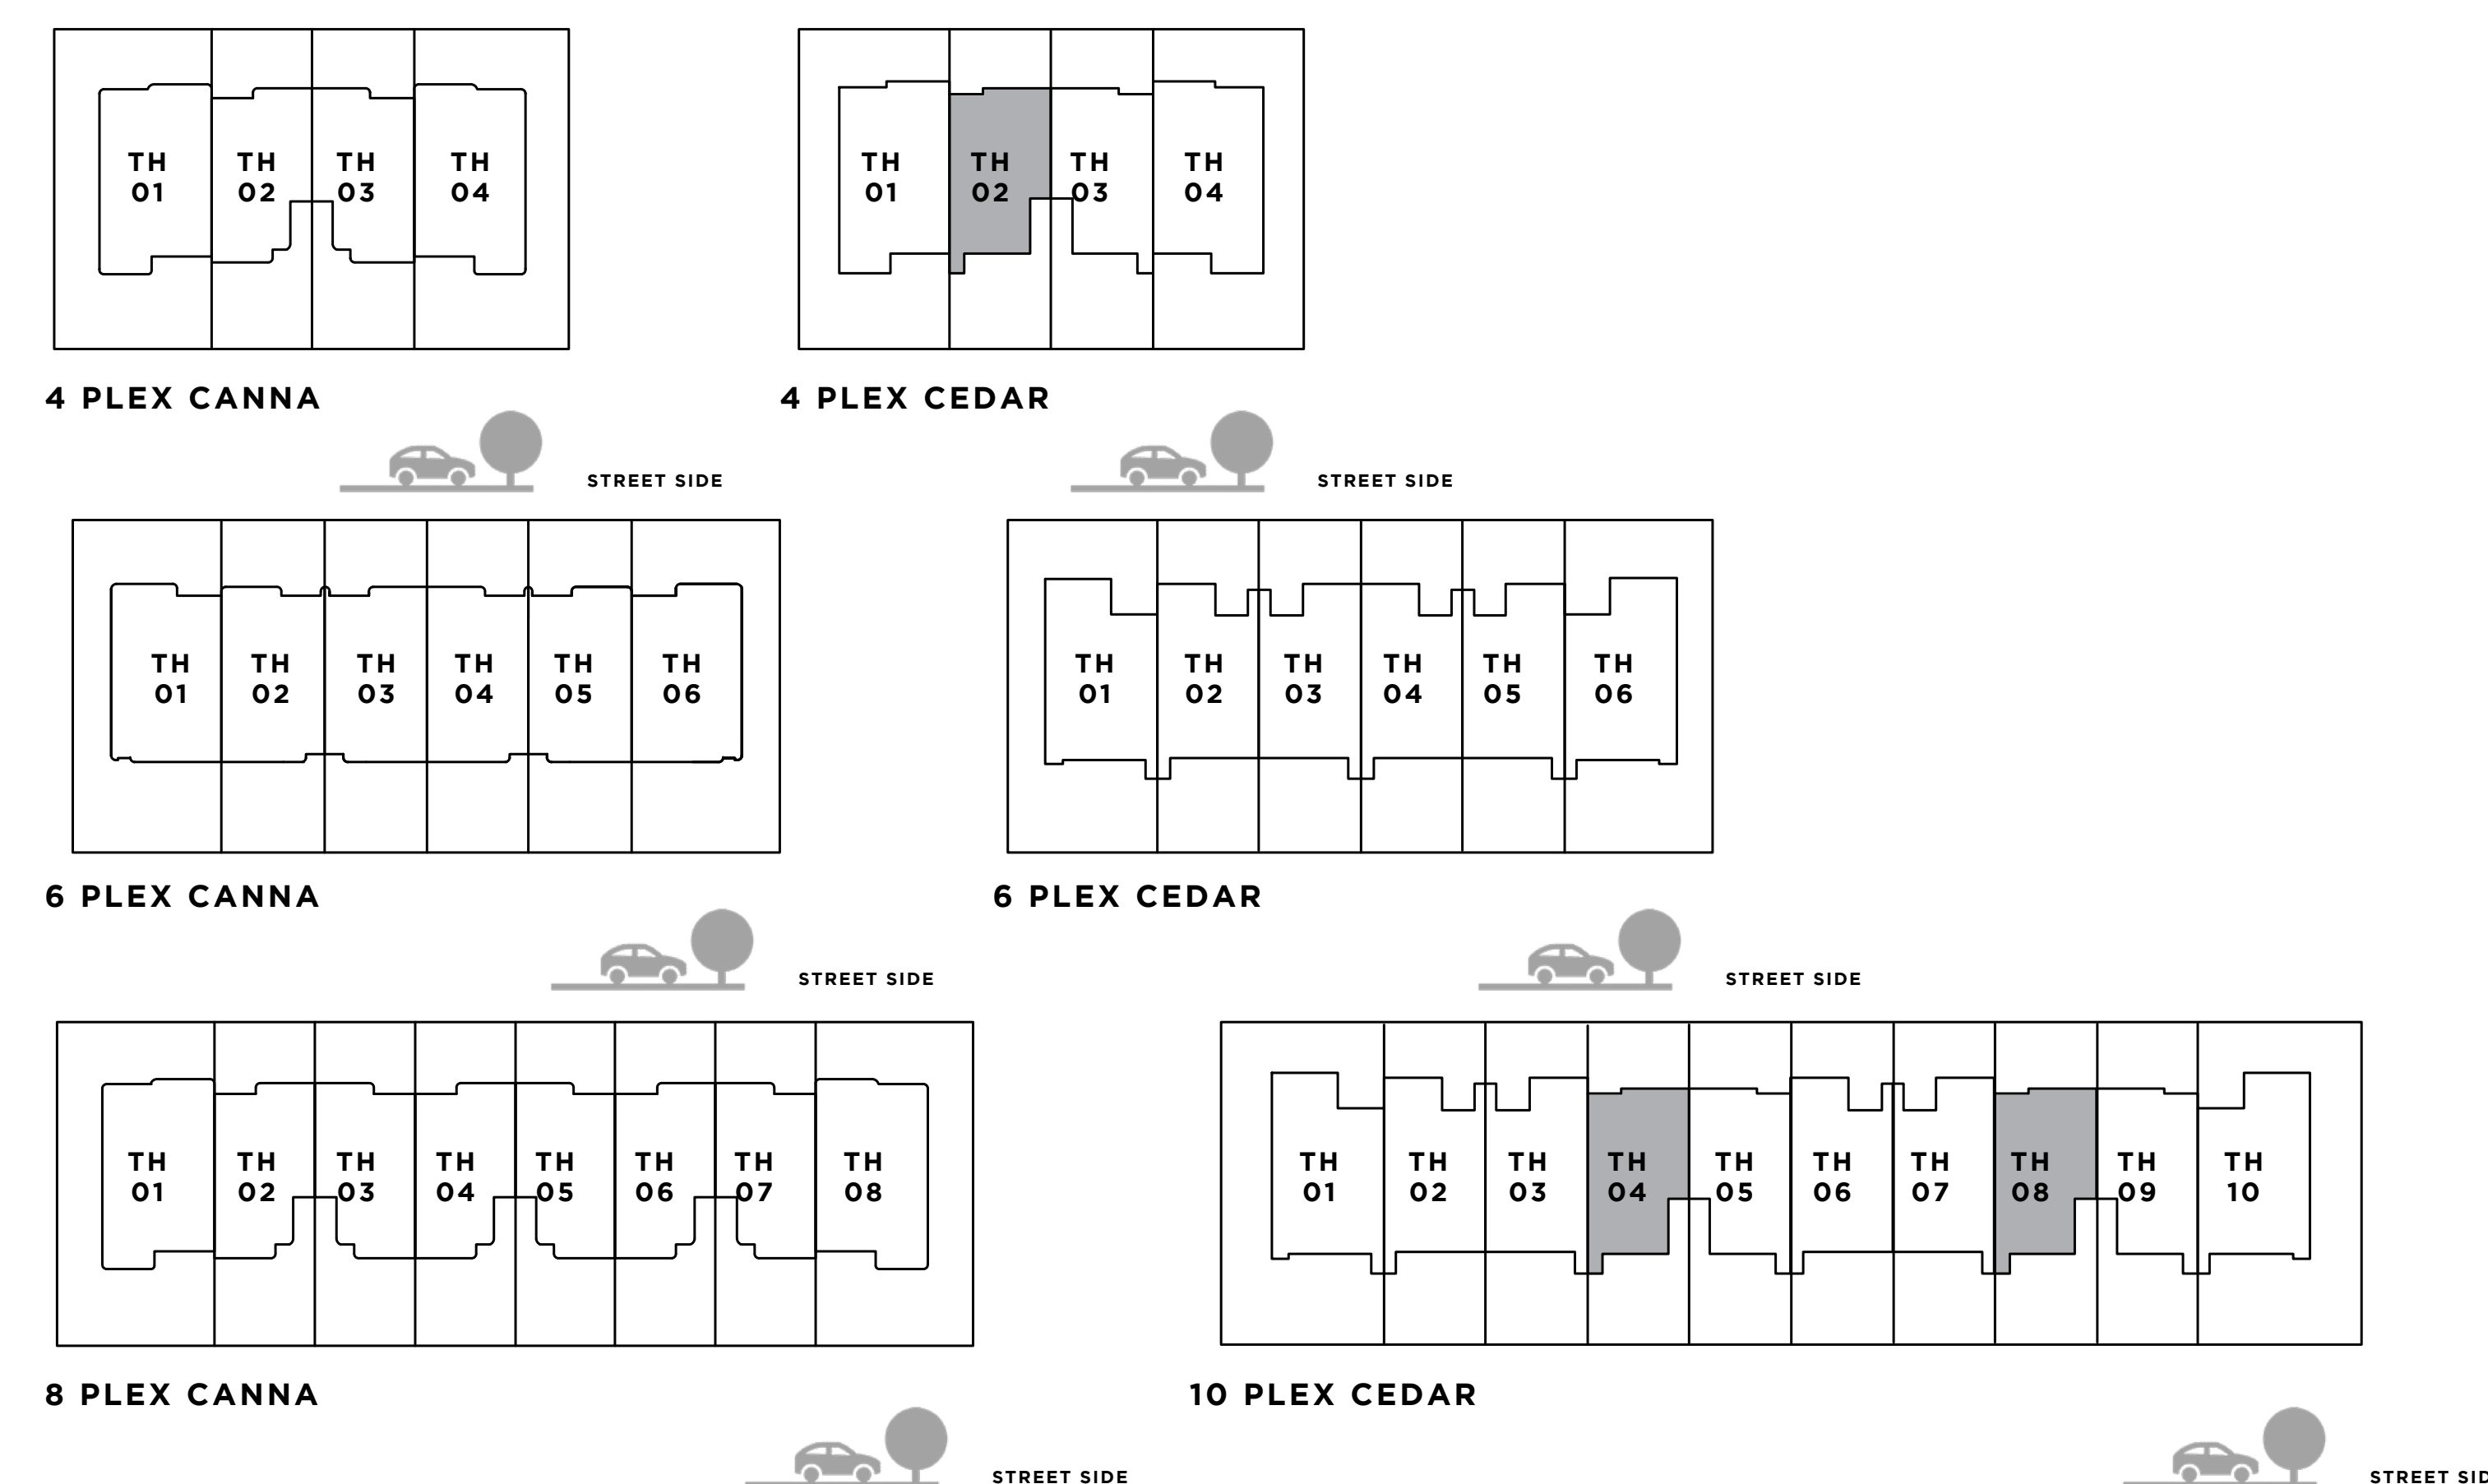 TH TH TH TH
01 02 03 04
TH TH TH TH
01 02 03 04
4 PLEX CANNA
4 PLEX CEDAR
STREET SIDE
STREET SIDE
TH TH TH TH TH TH
01 02 03 04 05 06
TH TH TH TH TH TH
01 02 03 04 05 06
6 PLEX CANNA
6 PLEX CEDAR
STREET SIDE
STREET SIDE
TH TH TH TH TH TH TH TH
01 02 03 04 05 06 07 08
TH TH TH TH TH TH TH TH TH TH
01 02 03 04 05 06 07 08 09 10
8 PLEX CANNA
10 PLEX CEDAR
STREET SIDE
STREET